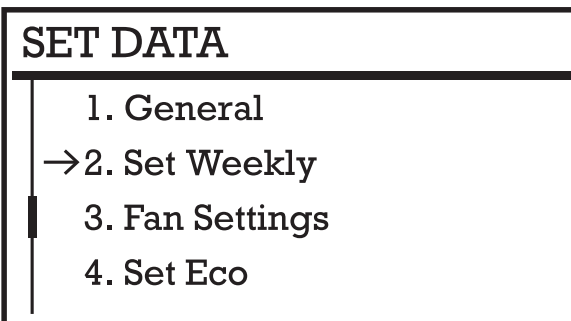 SET DATA
1. General
→2. Set Weekly
3. Fan Settings
4. Set Eco